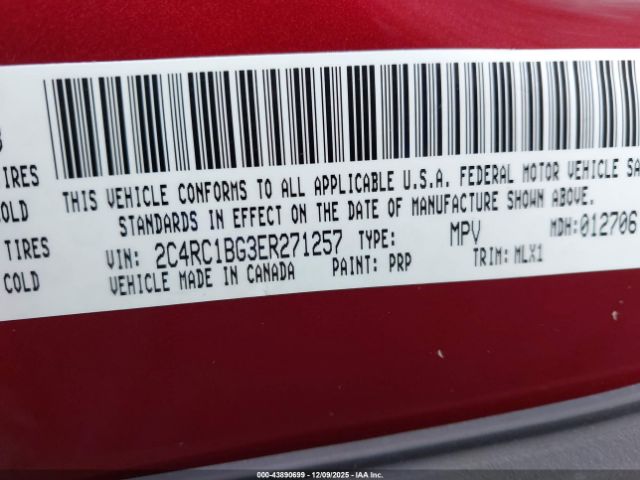 TIRES
COLD
TIRES
COLD
THIS VEHICLE CONFORMS TO ALL APPLICABLE U.S.A. FEDERAL MOTOR VEHICLE SA
STANDARDS IN EFFECT ON THE DATE OF MANUFACTURE SHOWN ABOVE.
VIN: 2C4RC1BG3ER271257 TYPE: MPV MDH:012706
VEHICLE MADE IN CANADA PAINT: PRP TRIM: MLX1
000-43890699 - 12/09/2025 - IAA Inc.